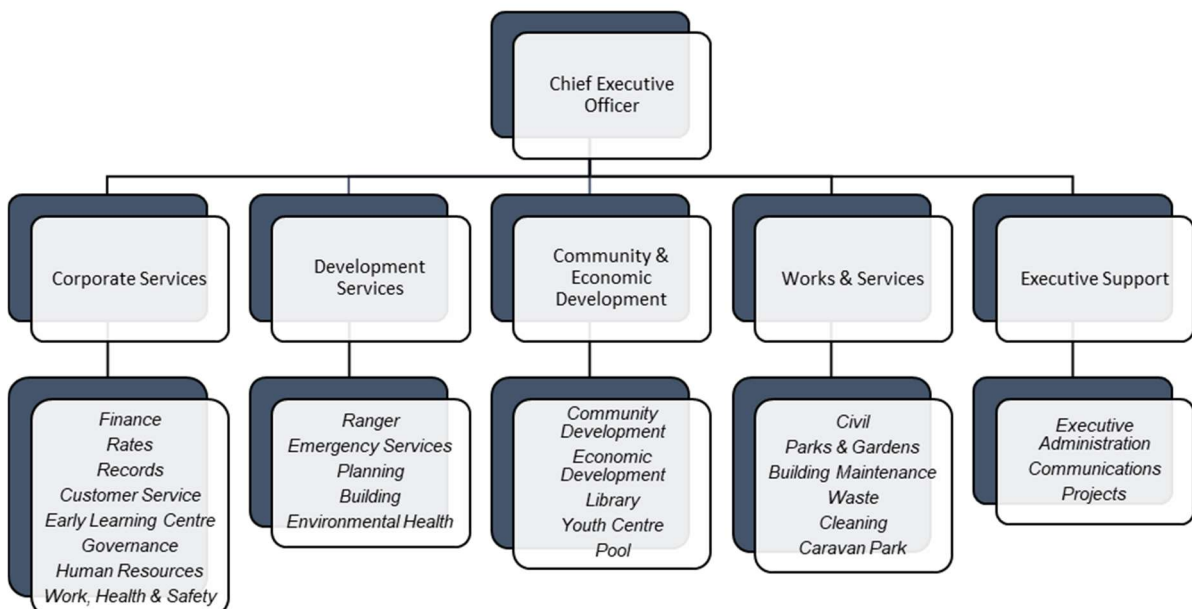 Chief Executive
Officer
Corporate Services
Development
Services
Community &
Economic
Development
Works & Services
Executive Support
Finance
Rates
Records
Customer Service
Early Learning Centre
Governance
Human Resources
Work, Health & Safety
Ranger
Emergency Services
Planning
Building
Environmental Health
Community
Development
Economic
Development
Library
Youth Centre
Pool
Civil
Parks & Gardens
Building Maintenance
Waste
Cleaning
Caravan Park
Executive
Administration
Communications
Projects